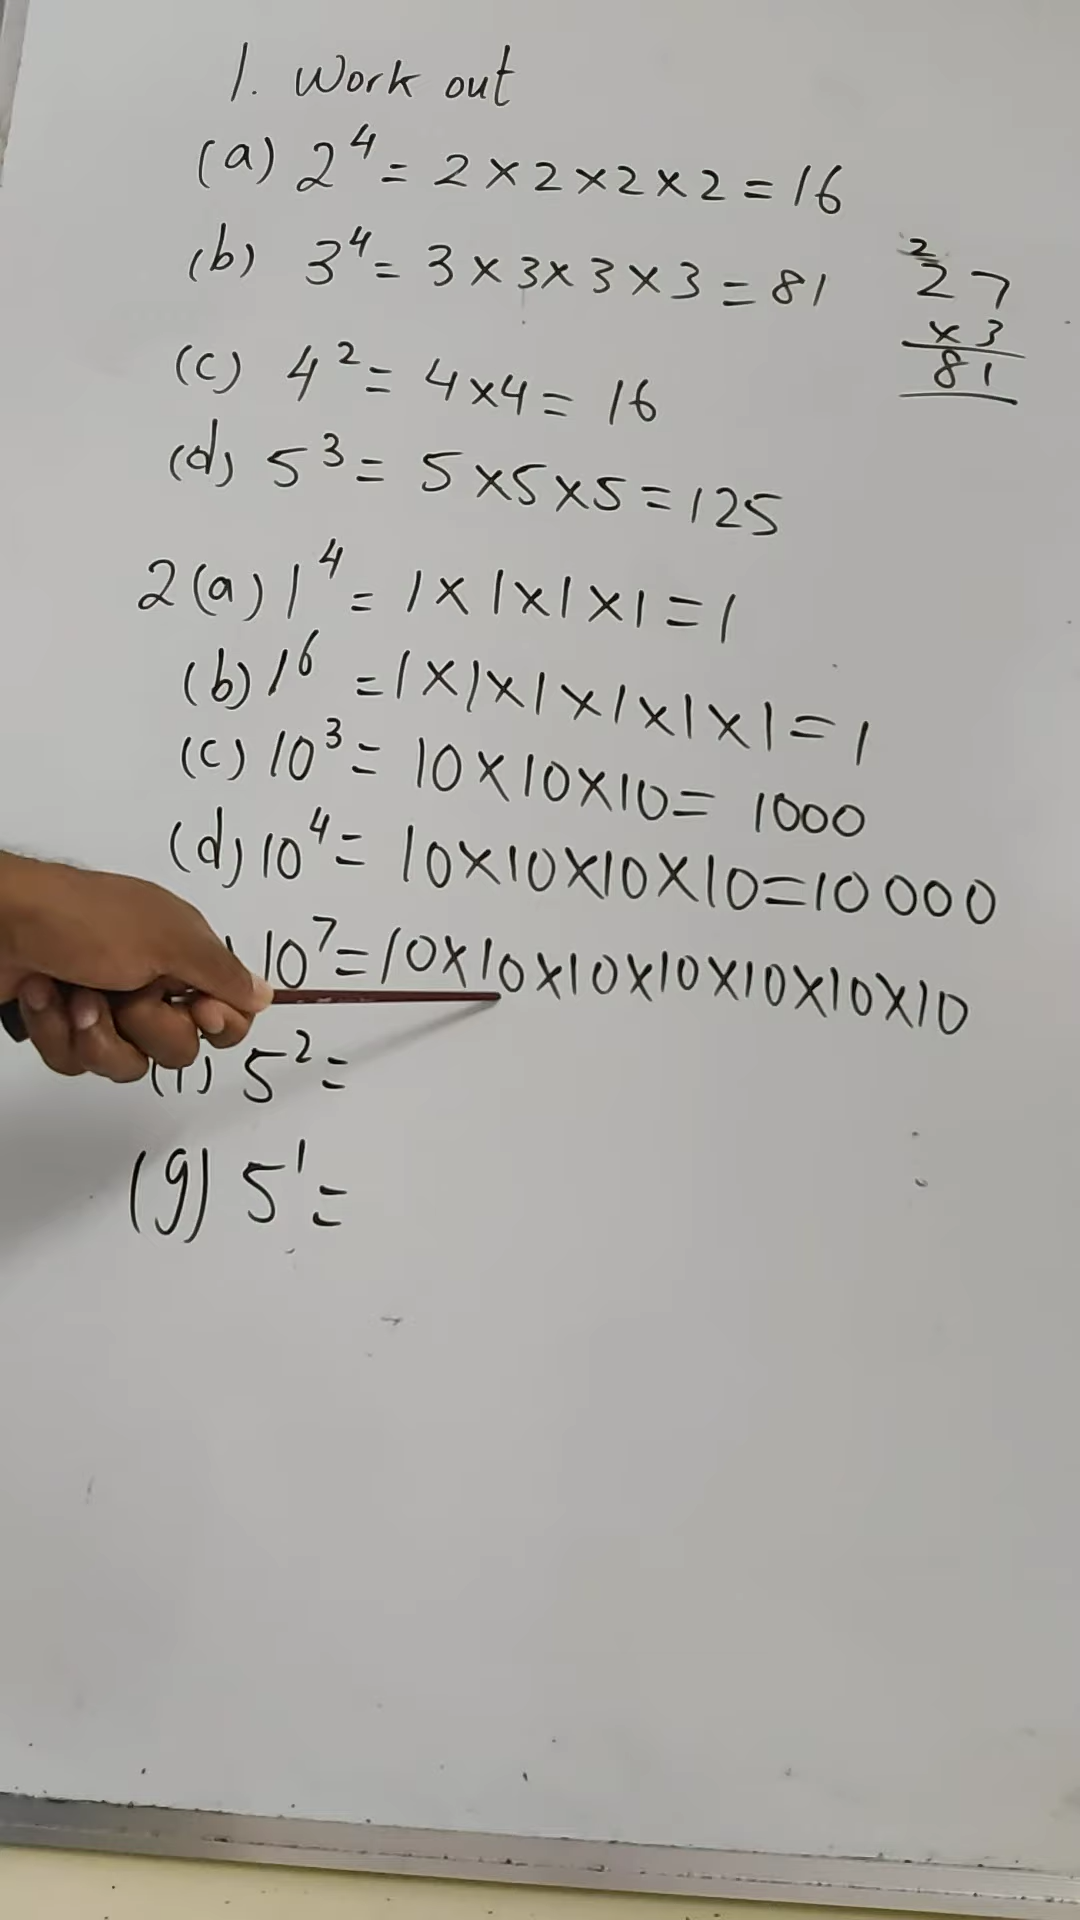 1. Work out
(a) 2⁴ = 2 × 2 × 2 × 2 = 16
(b) 3⁴ = 3 × 3 × 3 × 3 = 81
²27
× 3
81
(c) 4² = 4 × 4 = 16
(d) 5³ = 5 × 5 × 5 = 125
2 (a) 1⁴ = 1 × 1 × 1 × 1 = 1
(b) 1⁶ = 1 × 1 × 1 × 1 × 1 × 1 = 1
(c) 10³ = 10 × 10 × 10 = 1000
(d) 10⁴ = 10 × 10 × 10 × 10 = 10 000
) 10⁷ = 10 × 10 × 10 × 10 × 10 × 10 × 10
(f) 5² =
(g) 5¹ =